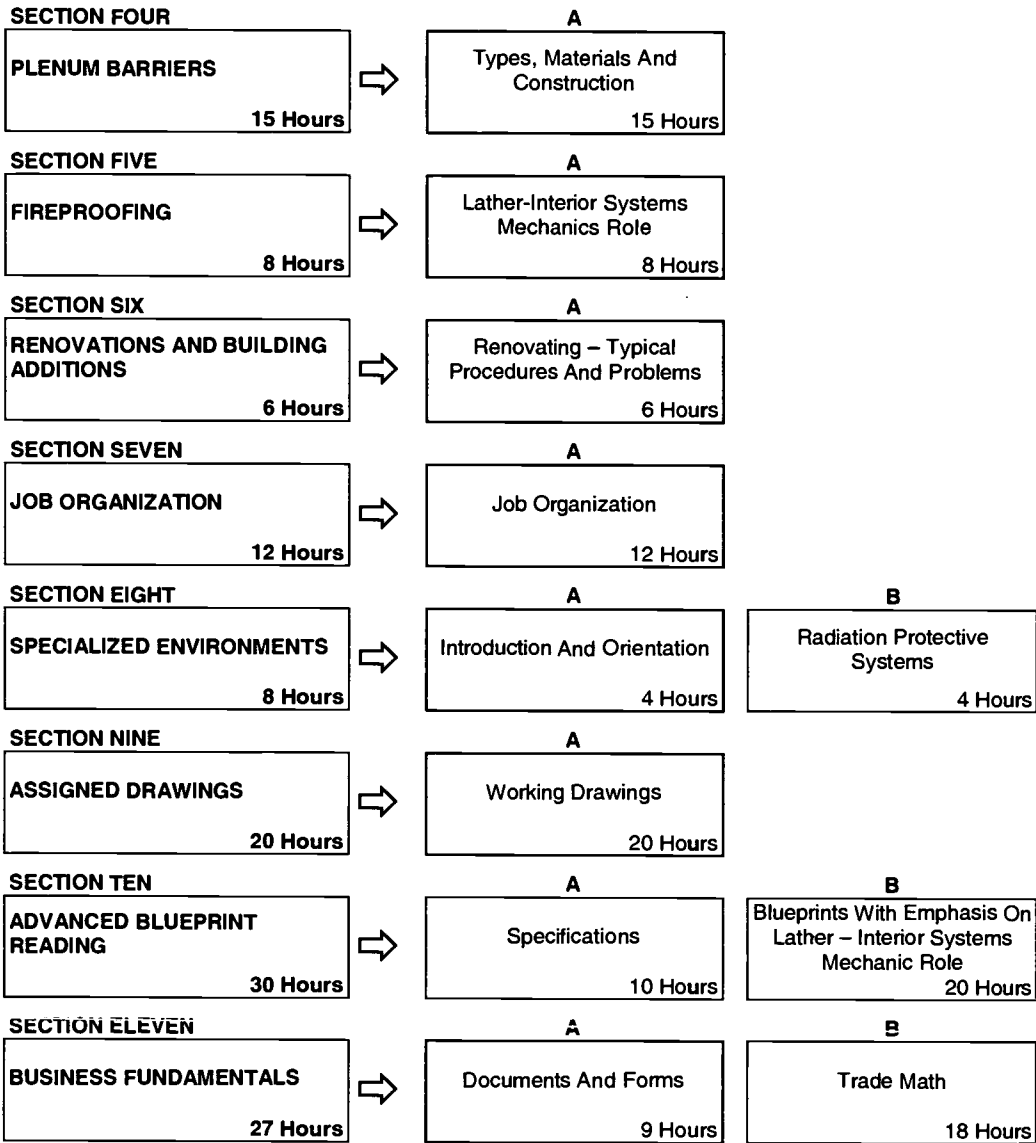 SECTION FOUR
PLENUM BARRIERS
15 Hours
A
Types, Materials And
Construction
15 Hours
SECTION FIVE
FIREPROOFING
8 Hours
A
Lather-Interior Systems
Mechanics Role
8 Hours
SECTION SIX
RENOVATIONS AND BUILDING
ADDITIONS
6 Hours
A
Renovating – Typical
Procedures And Problems
6 Hours
SECTION SEVEN
JOB ORGANIZATION
12 Hours
A
Job Organization
12 Hours
SECTION EIGHT
SPECIALIZED ENVIRONMENTS
8 Hours
A
Introduction And Orientation
4 Hours
B
Radiation Protective
Systems
4 Hours
SECTION NINE
ASSIGNED DRAWINGS
20 Hours
A
Working Drawings
20 Hours
SECTION TEN
ADVANCED BLUEPRINT
READING
30 Hours
A
Specifications
10 Hours
B
Blueprints With Emphasis On
Lather – Interior Systems
Mechanic Role
20 Hours
SECTION ELEVEN
BUSINESS FUNDAMENTALS
27 Hours
A
Documents And Forms
9 Hours
B
Trade Math
18 Hours